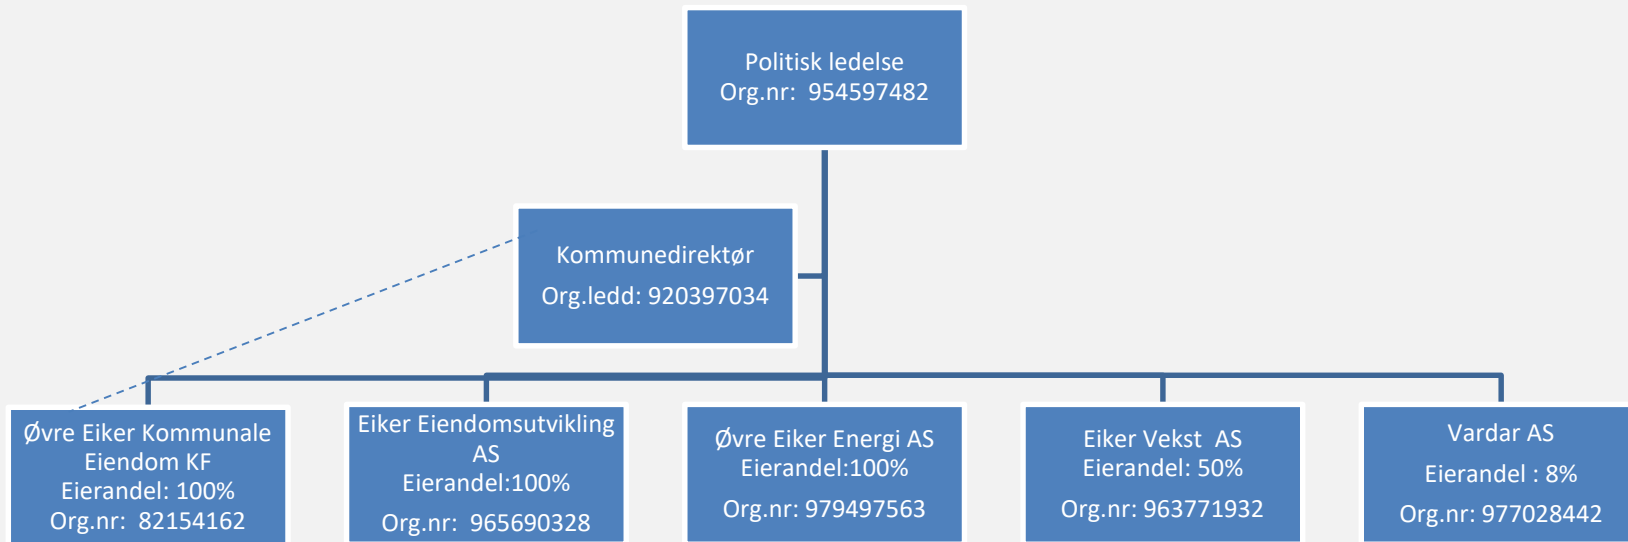 Politisk ledelse
Org.nr:  954597482
Kommunedirektør
Org.ledd: 920397034
Øvre Eiker Kommunale
Eiendom KF
Eierandel: 100%
Org.nr:  82154162
Eiker Eiendomsutvikling
AS
Eierandel:100%
Org.nr:  965690328
Øvre Eiker Energi AS
Eierandel:100%
Org.nr: 979497563
Eiker Vekst  AS
Eierandel: 50%
Org.nr: 963771932
Vardar AS
Eierandel : 8%
Org.nr: 977028442